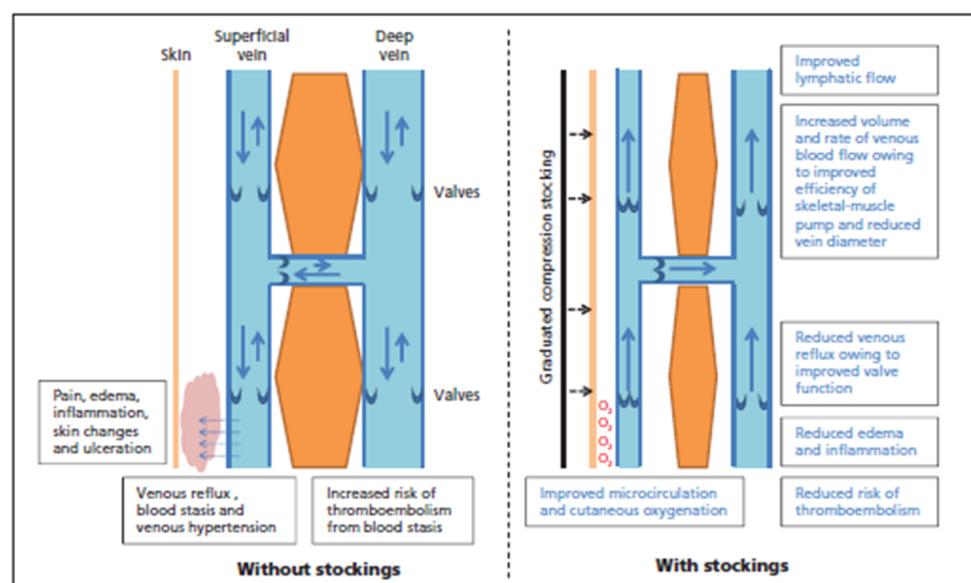 Skin
Superficial
vein
Deep
vein
Valves
Valves
Pain, edema,
inflammation,
skin changes
and ulceration
Venous reflux ,
blood stasis and
venous hypertension
Increased risk of
thromboembolism
from blood stasis
Without stockings
Graduated compression stocking
O₂
O₂
O₂
O₂
Improved
lymphatic flow
Increased volume
and rate of venous
blood flow owing
to improved
efficiency of
skeletal-muscle
pump and reduced
vein diameter
Reduced venous
reflux owing to
improved valve
function
Reduced edema
and inflammation
Improved microcirculation
and cutaneous oxygenation
Reduced risk of
thromboembolism
With stockings